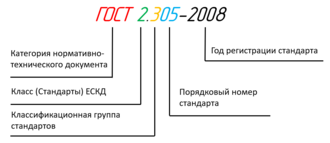 ГОСТ 2.305-2008
Категория нормативно-
технического документа
Год регистрации стандарта
Класс (Стандарты) ЕСКД
Порядковый номер
стандарта
Классификационная группа
стандартов